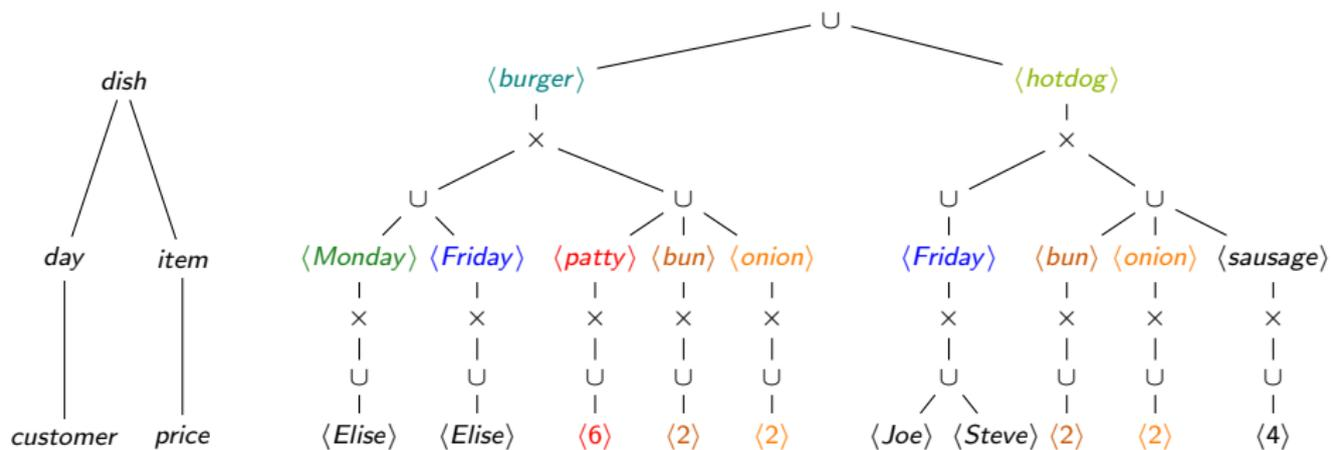 ∪
dish ⟨burger⟩ ⟨hotdog⟩
× ×
∪ ∪ ∪ ∪
day item ⟨Monday⟩ ⟨Friday⟩ ⟨patty⟩ ⟨bun⟩ ⟨onion⟩ ⟨Friday⟩ ⟨bun⟩ ⟨onion⟩ ⟨sausage⟩
× × × × × × × × ×
∪ ∪ ∪ ∪ ∪ ∪ ∪ ∪ ∪
customer price ⟨Elise⟩ ⟨Elise⟩ ⟨6⟩ ⟨2⟩ ⟨2⟩ ⟨Joe⟩ ⟨Steve⟩ ⟨2⟩ ⟨2⟩ ⟨4⟩